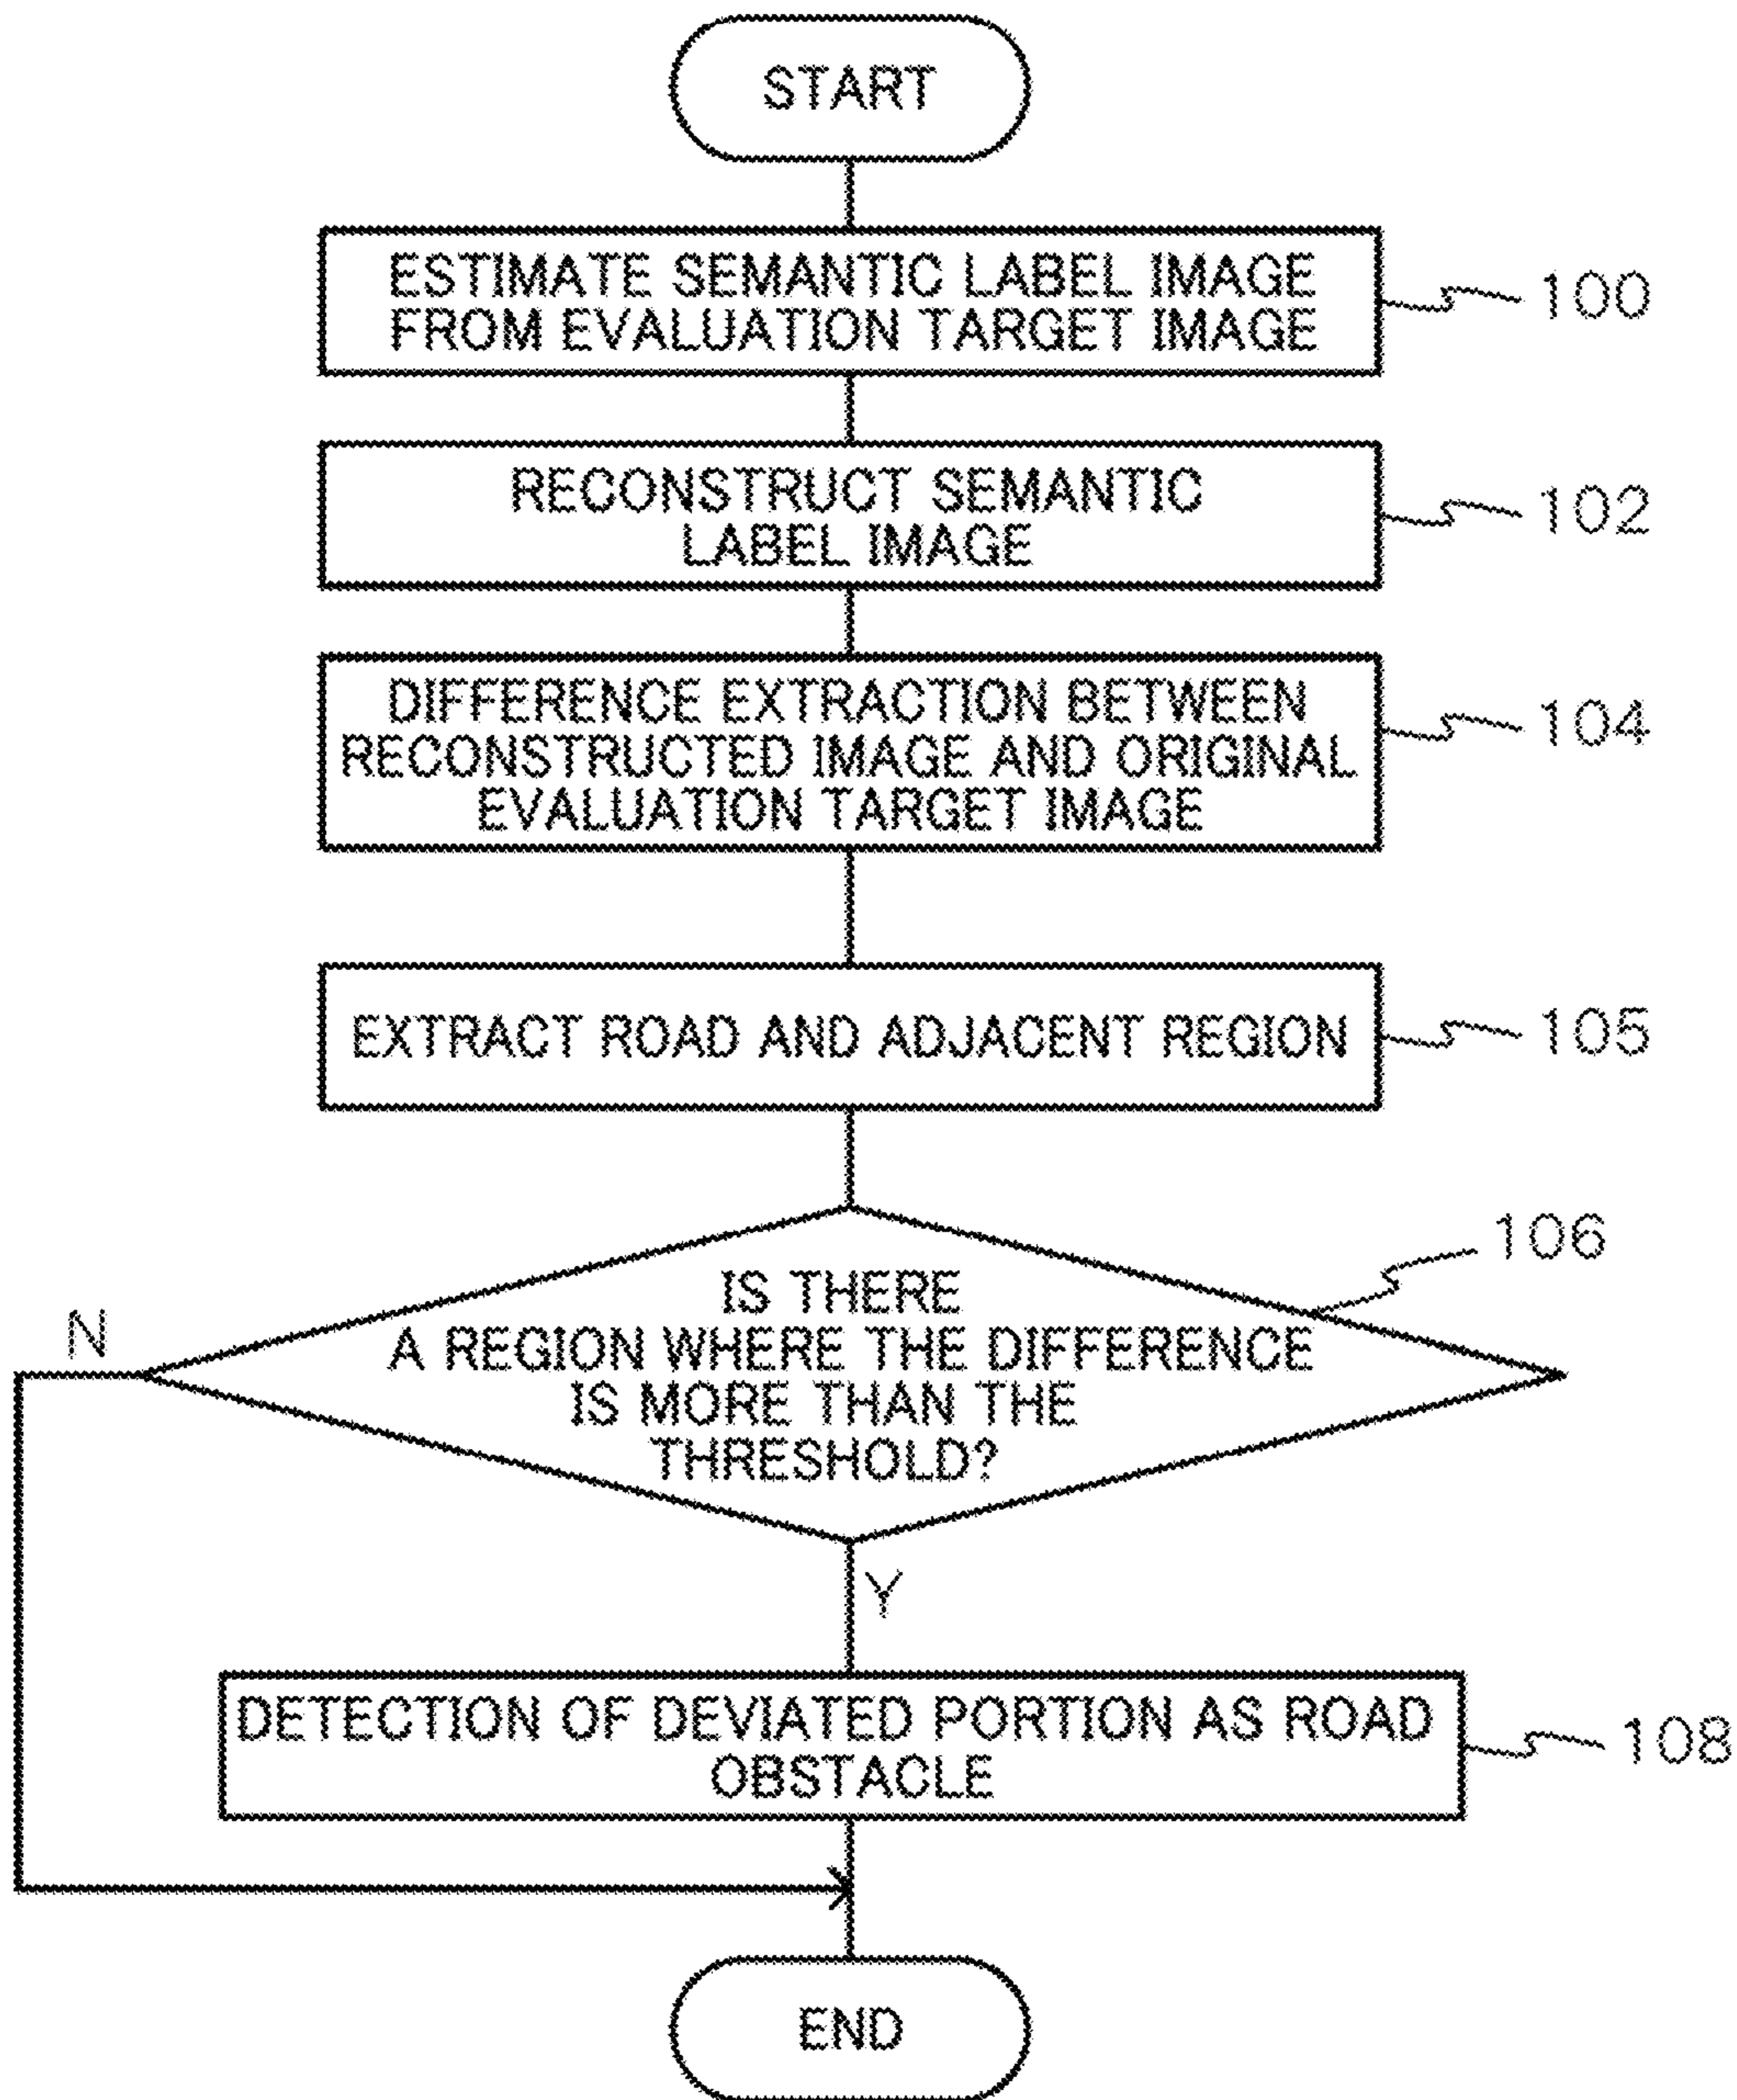 START
ESTIMATE SEMANTIC LABEL IMAGE
FROM EVALUATION TARGET IMAGE
100
RECONSTRUCT SEMANTIC
LABEL IMAGE
102
DIFFERENCE EXTRACTION BETWEEN
RECONSTRUCTED IMAGE AND ORIGINAL
EVALUATION TARGET IMAGE
104
EXTRACT ROAD AND ADJACENT REGION
105
106
IS THERE
A REGION WHERE THE DIFFERENCE
IS MORE THAN THE
THRESHOLD?
N
Y
DETECTION OF DEVIATED PORTION AS ROAD
OBSTACLE
108
END